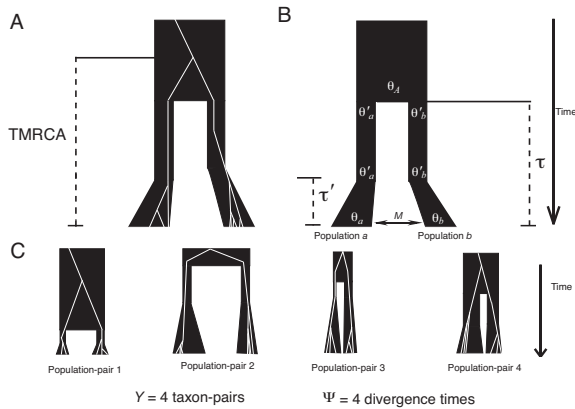 A
TMRCA
B
θA
θ'a
θ'b
θ'a
θ'b
τ'
θa
M
θb
Population a
Population b
τ
Time
C
Population-pair 1
Population-pair 2
Population-pair 3
Population-pair 4
Time
Y = 4 taxon-pairs
Ψ = 4 divergence times